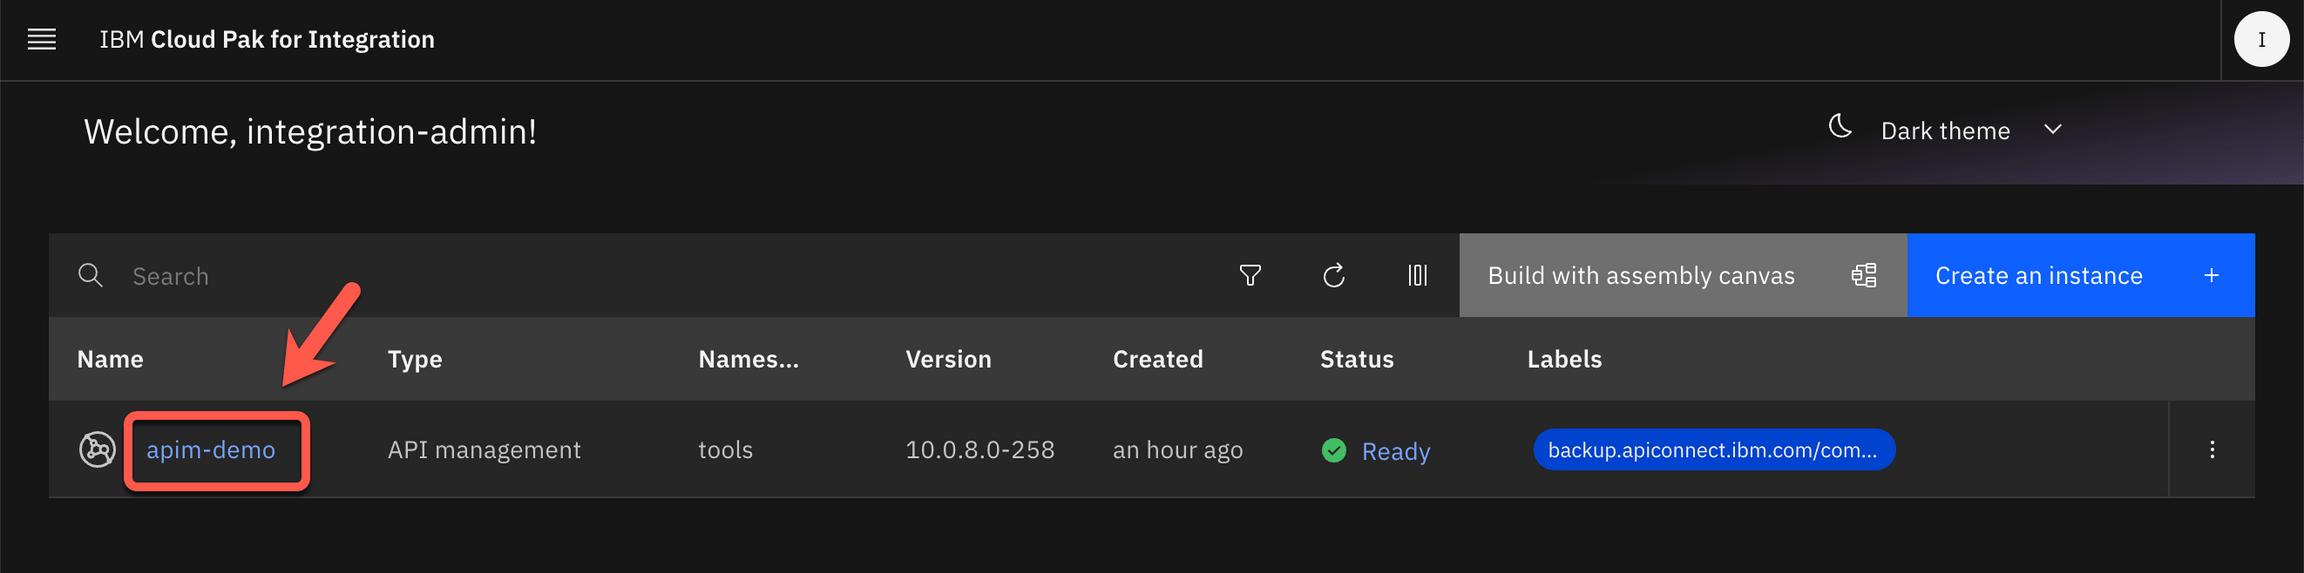 IBM Cloud Pak for Integration
I
Welcome, integration-admin!
Dark theme
Search
Build with assembly canvas
Create an instance +
Name Type Names... Version Created Status Labels
apim-demo API management tools 10.0.8.0-258 an hour ago Ready backup.apiconnect.ibm.com/com...